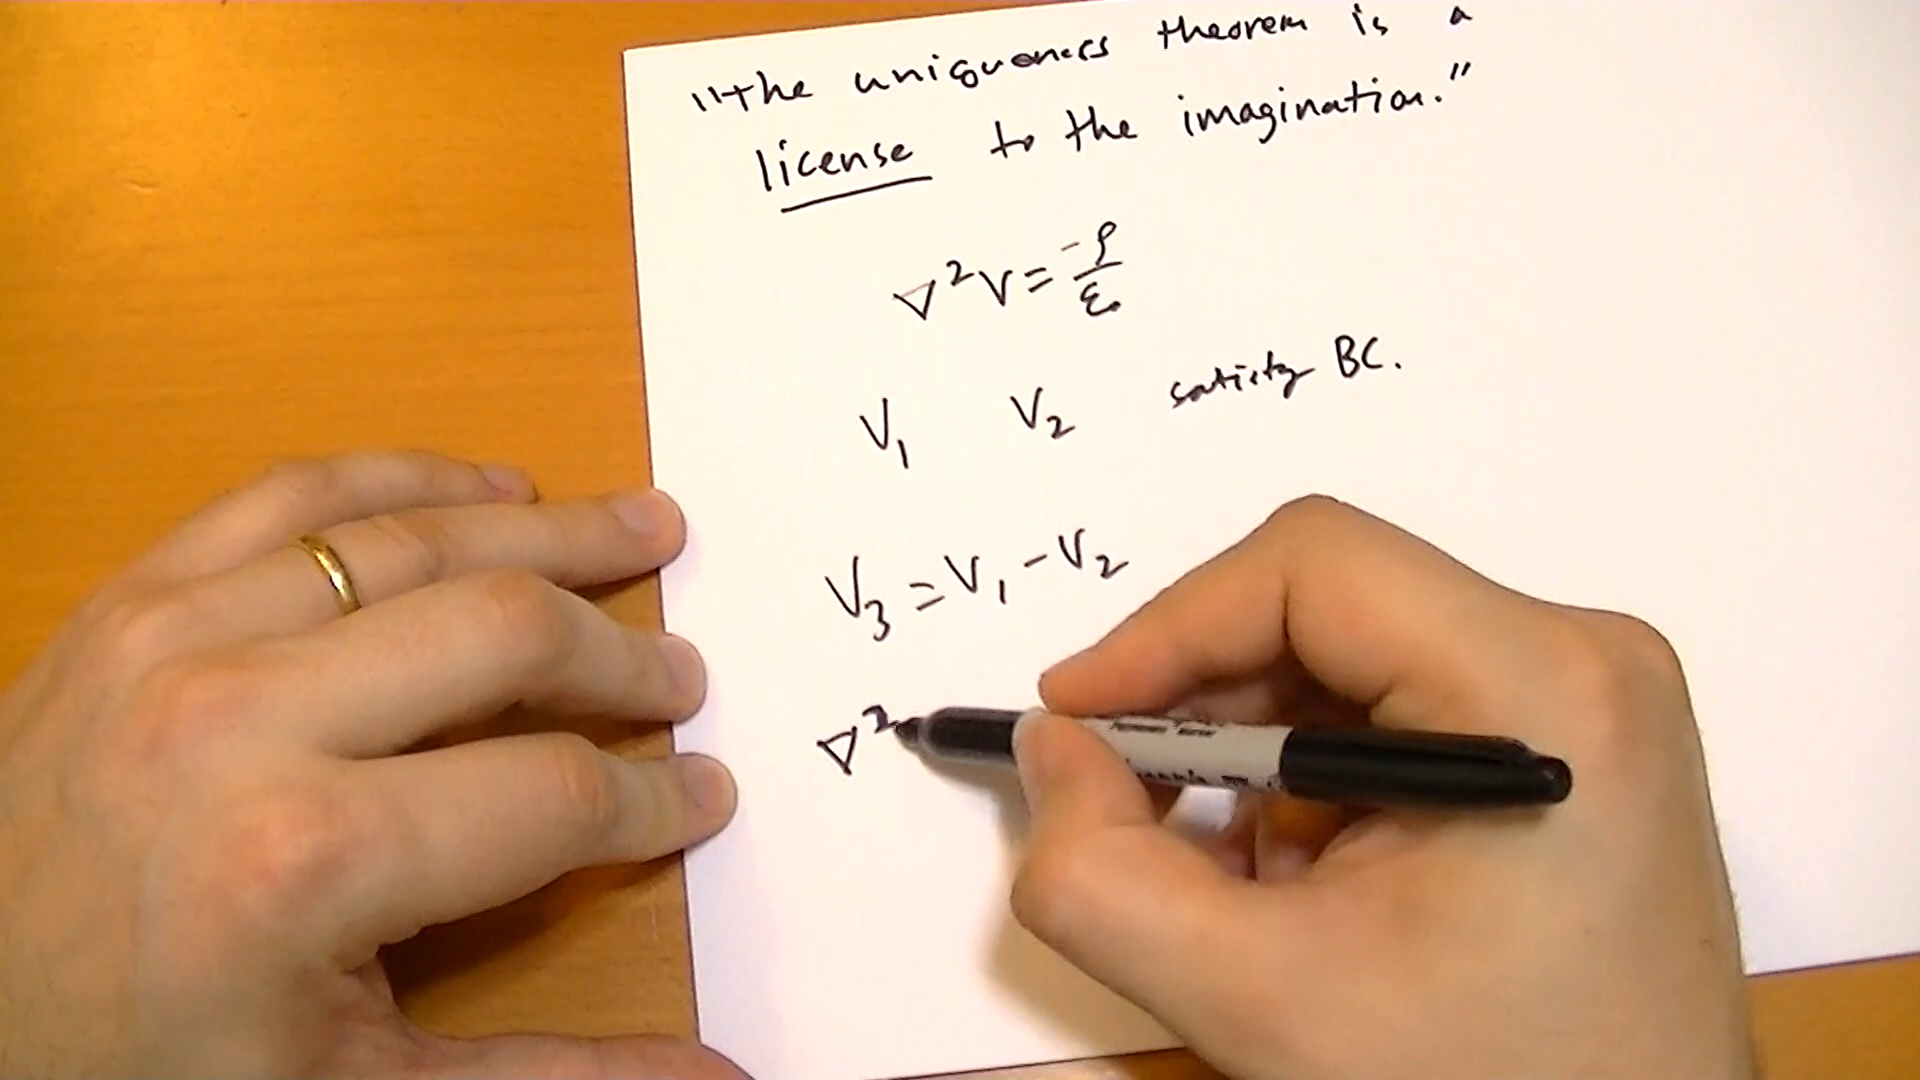 "The uniqueness theorem is a
license to the imagination."
∇²V = -ρ/ε₀
V₁ V₂ satisfy BC.
V₃ = V₁ - V₂
∇²